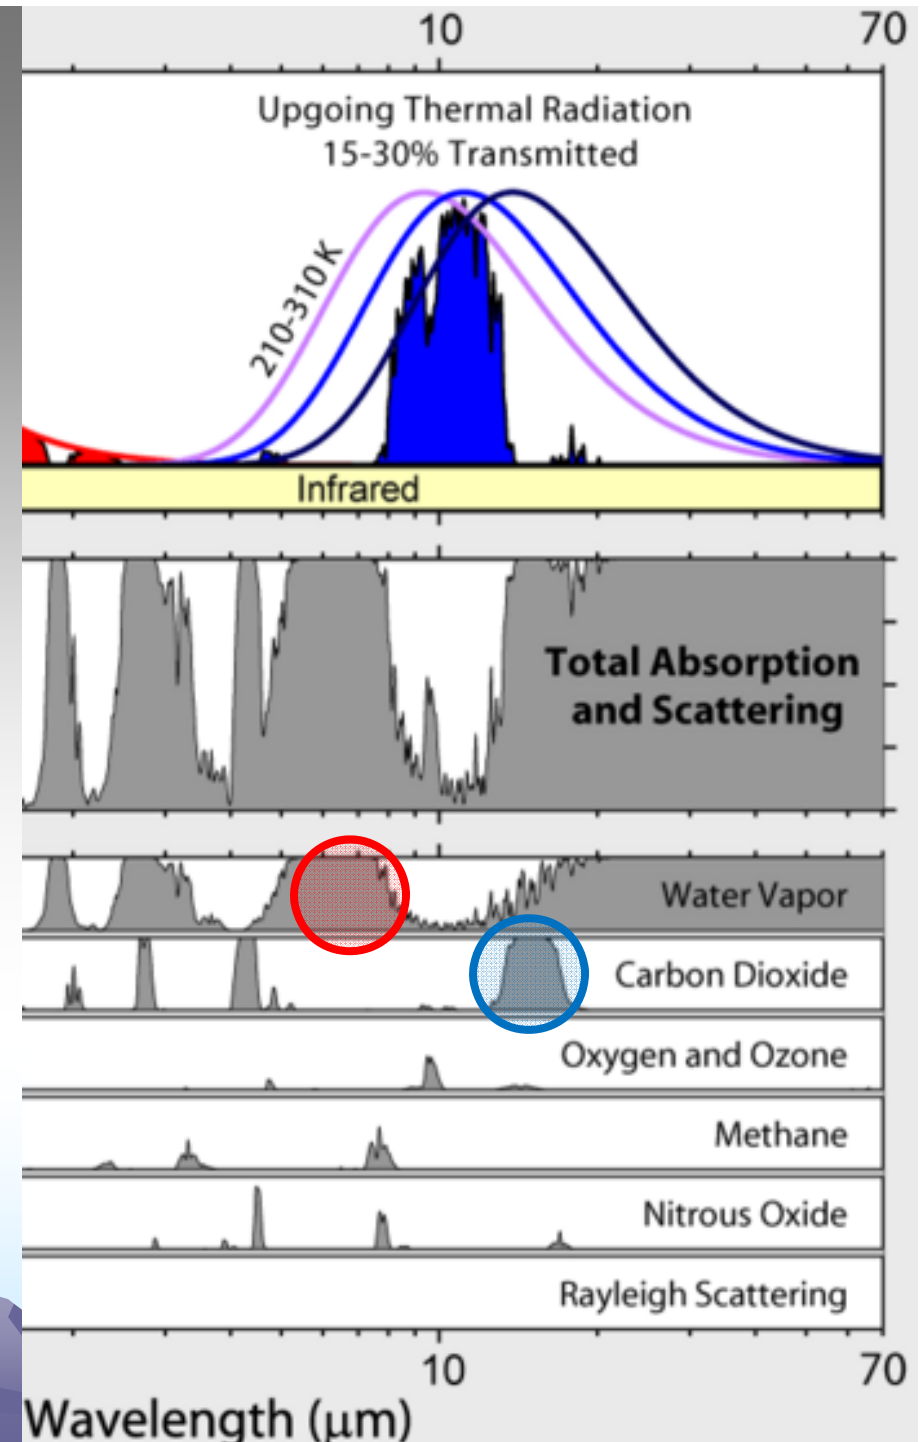 10 70
Upgoing Thermal Radiation
15-30% Transmitted
210-310 K
Infrared
Total Absorption
and Scattering
Water Vapor
Carbon Dioxide
Oxygen and Ozone
Methane
Nitrous Oxide
Rayleigh Scattering
10 70
Wavelength (μm)